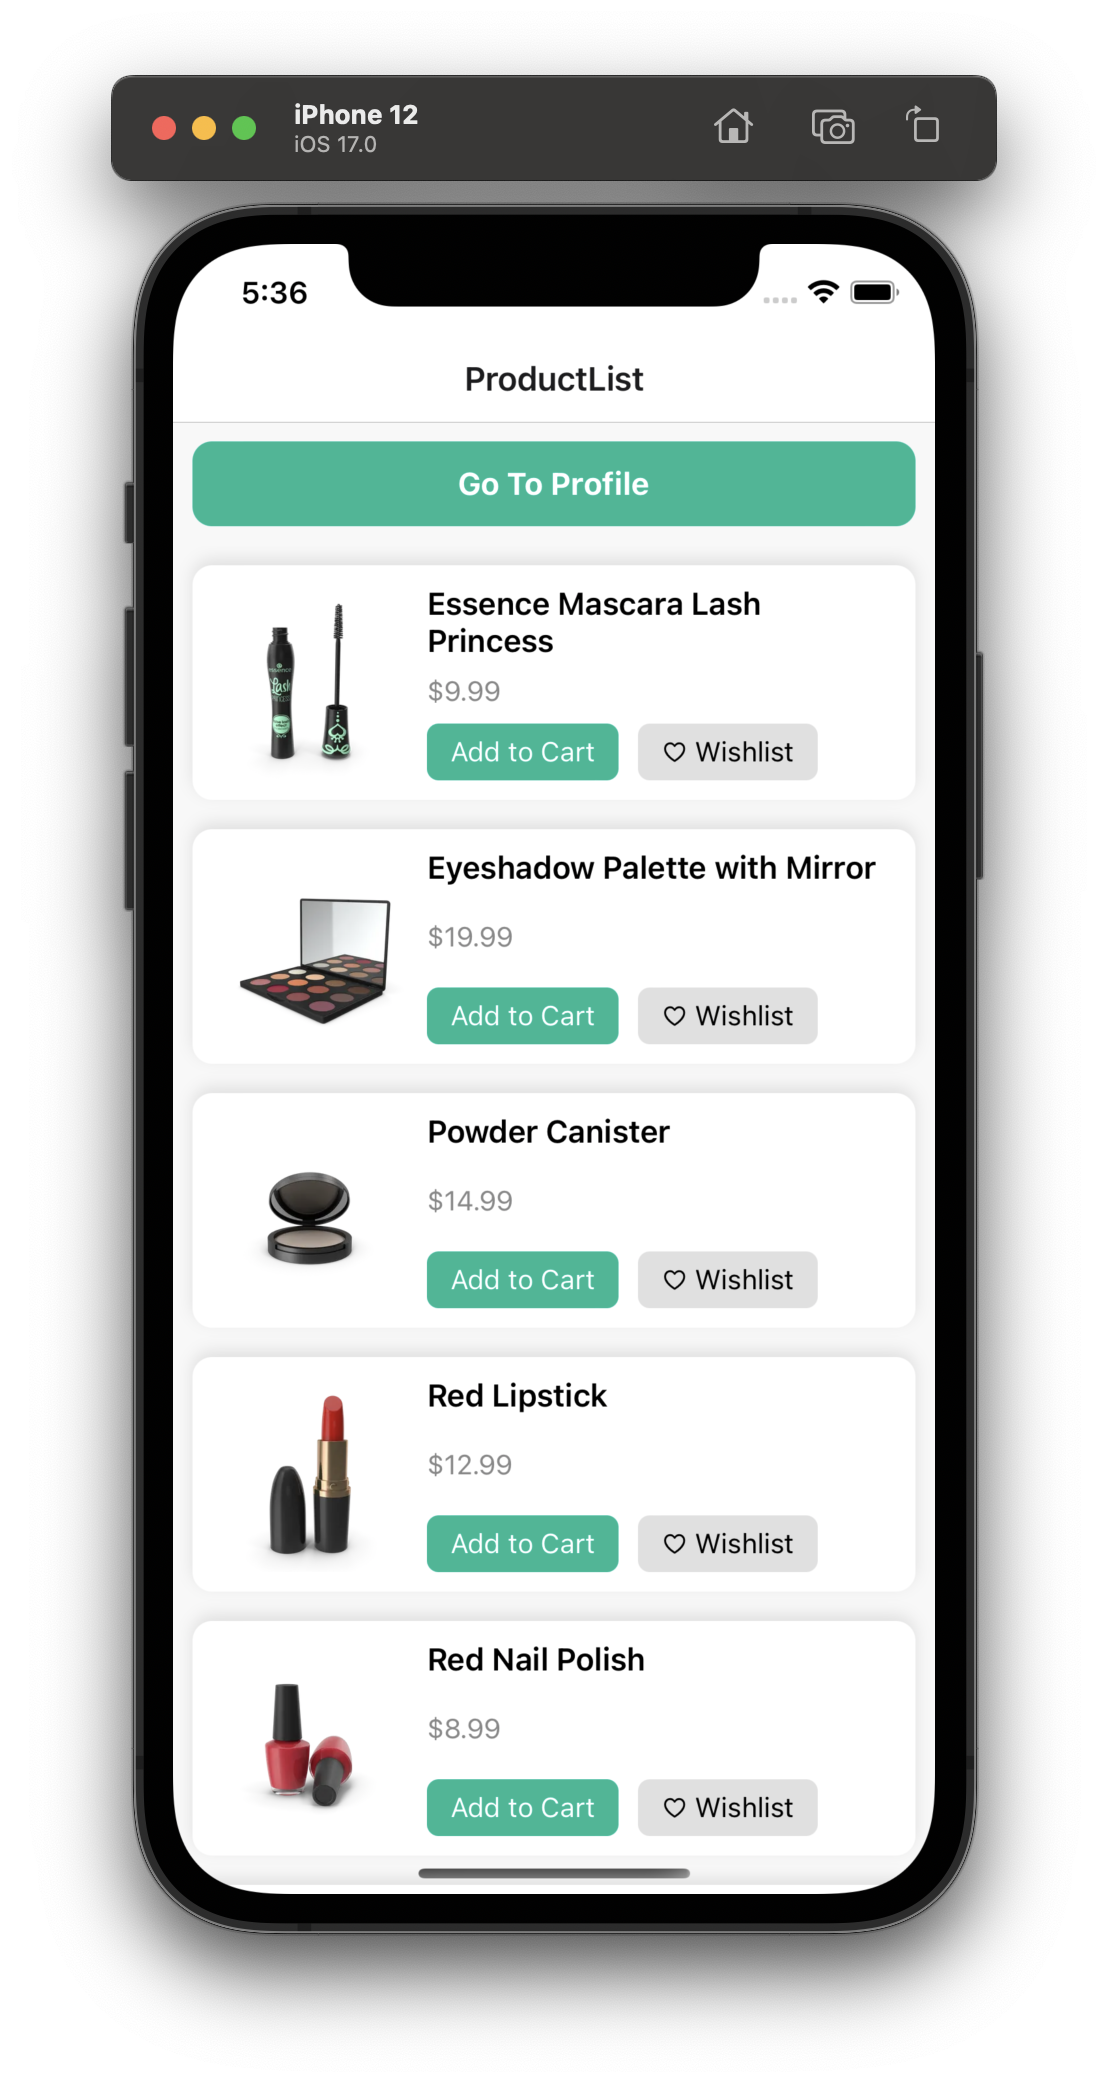 iPhone 12
iOS 17.0
5:36
ProductList
Go To Profile
essence
Lash
Essence Mascara Lash
Princess
$9.99
Add to Cart
♡ Wishlist
Eyeshadow Palette with Mirror
$19.99
Add to Cart
♡ Wishlist
Powder Canister
$14.99
Add to Cart
♡ Wishlist
Red Lipstick
$12.99
Add to Cart
♡ Wishlist
Red Nail Polish
$8.99
Add to Cart
♡ Wishlist